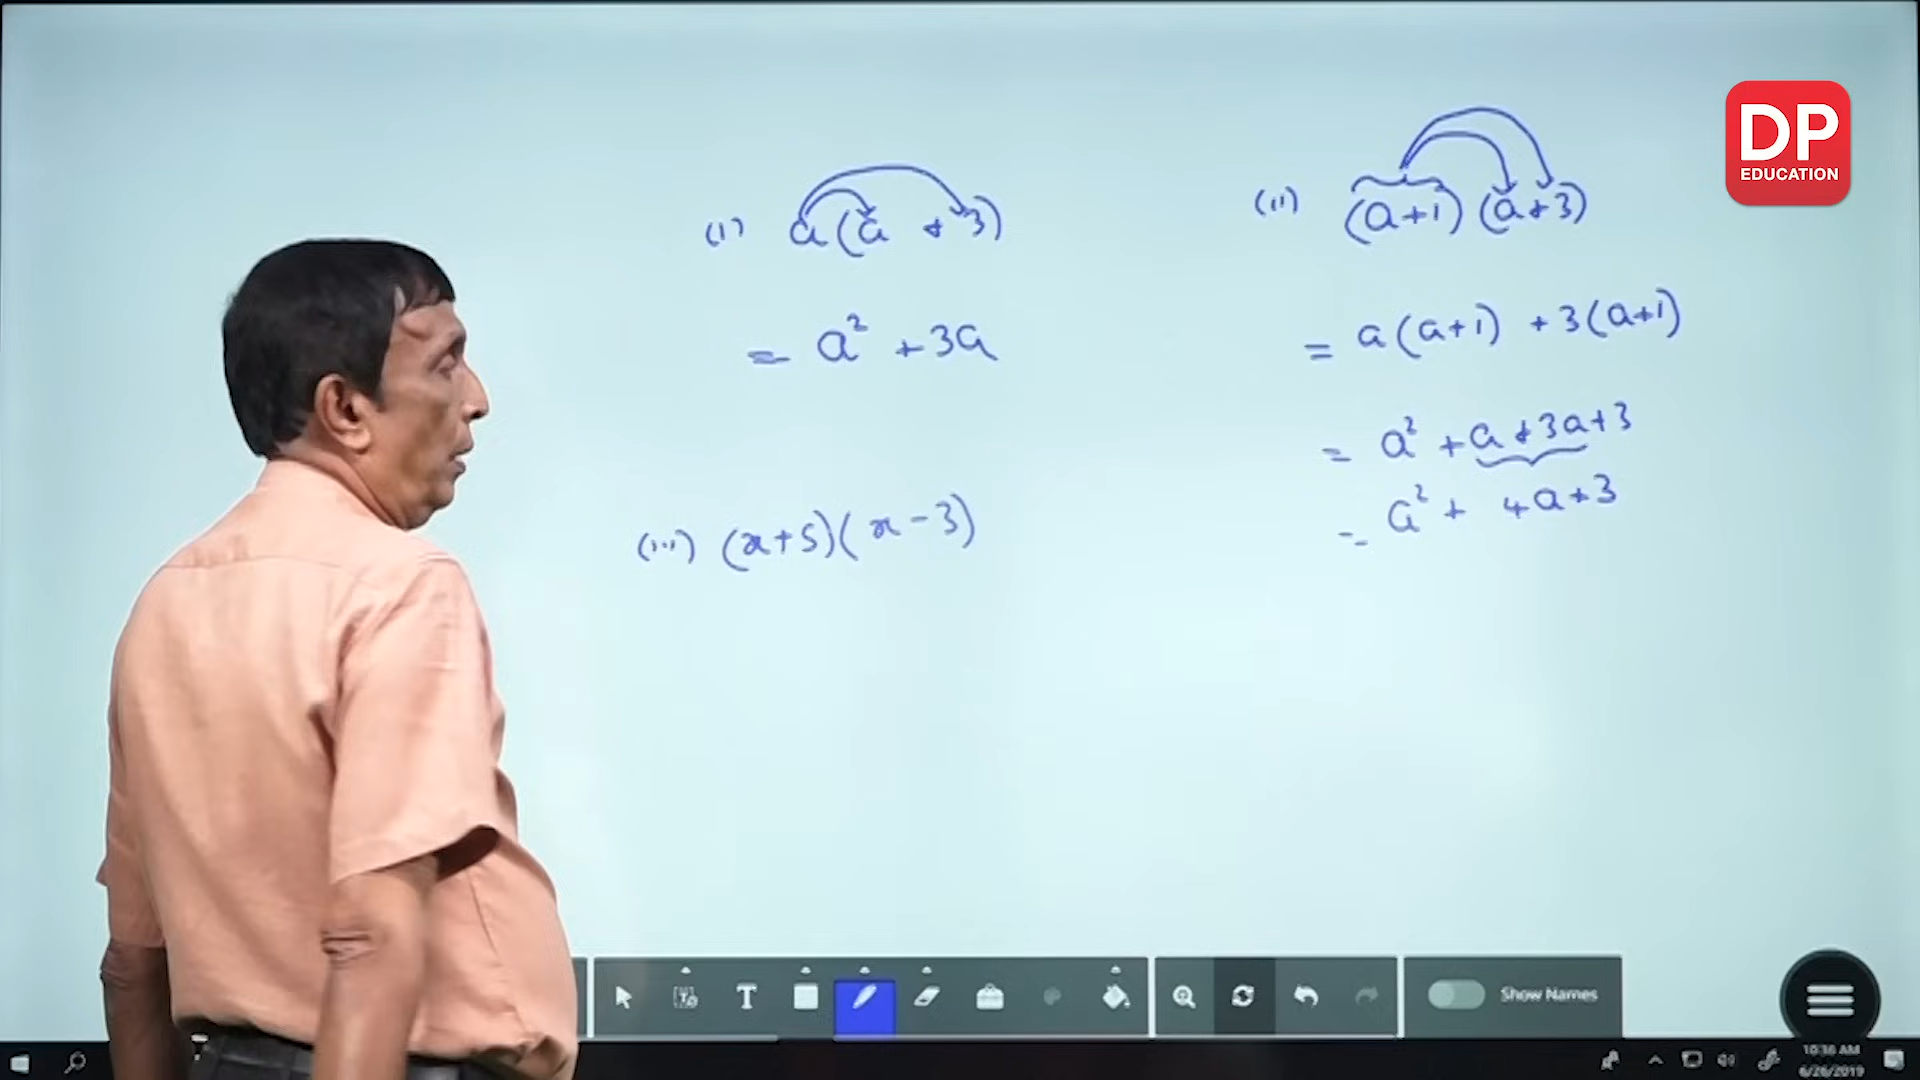 DP
EDUCATION
(i) a(a + 3)
= a² + 3a
(ii) (a+1)(a+3)
= a(a+1) + 3(a+1)
= a² + a + 3a + 3
= a² + 4a + 3
(iii) (x+5)(x-3)
T
Show Names
10:36 AM
6/26/2019